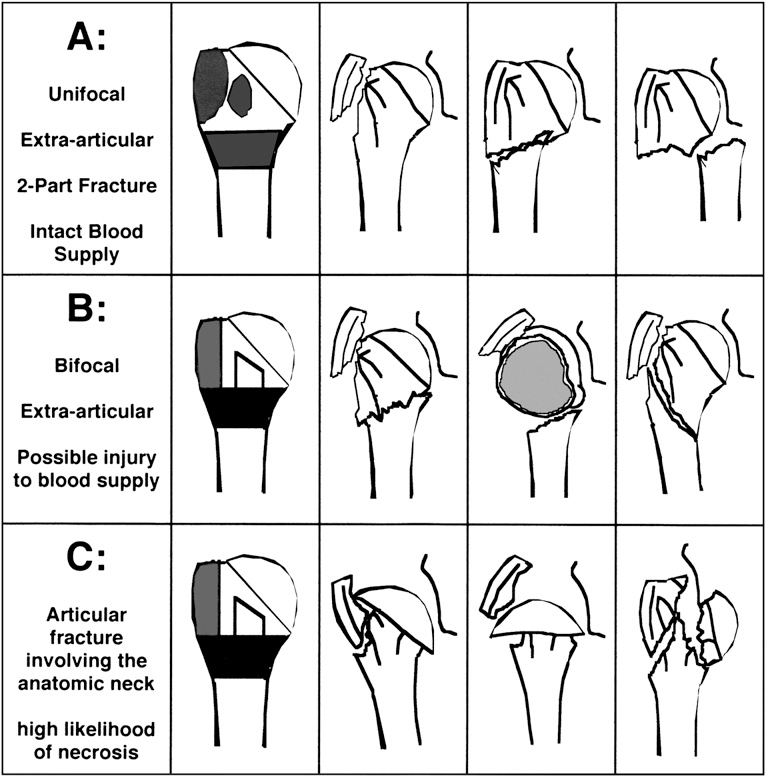 A:
Unifocal
Extra-articular
2-Part Fracture
Intact Blood
Supply
B:
Bifocal
Extra-articular
Possible injury
to blood supply
C:
Articular
fracture
involving the
anatomic neck
high likelihood
of necrosis